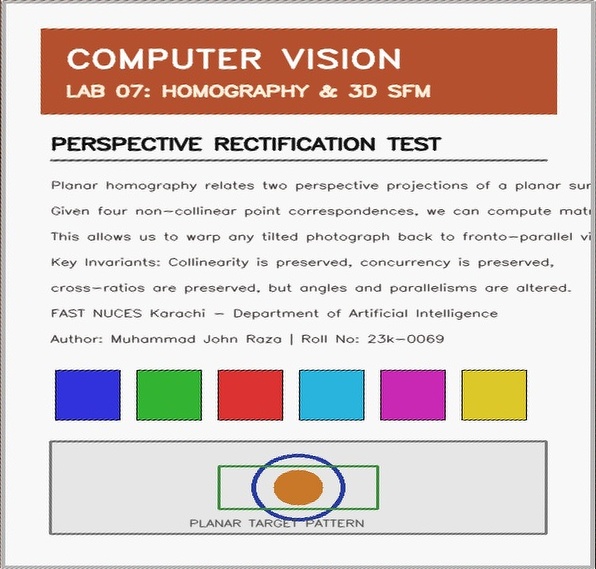 COMPUTER VISION
LAB 07: HOMOGRAPHY & 3D SFM
PERSPECTIVE RECTIFICATION TEST
Planar homography relates two perspective projections of a planar
Given four non-collinear point correspondences, we can compute
This allows us to warp any tilted photograph back to fronto-parallel
Key Invariants: Collinearity is preserved, concurrency is preserved,
cross-ratios are preserved, but angles and parallelisms are altered.
FAST NUCES Karachi - Department of Artificial Intelligence
Author: Muhammad John Raza | Roll No: 23k-0069
PLANAR TARGET PATTERN